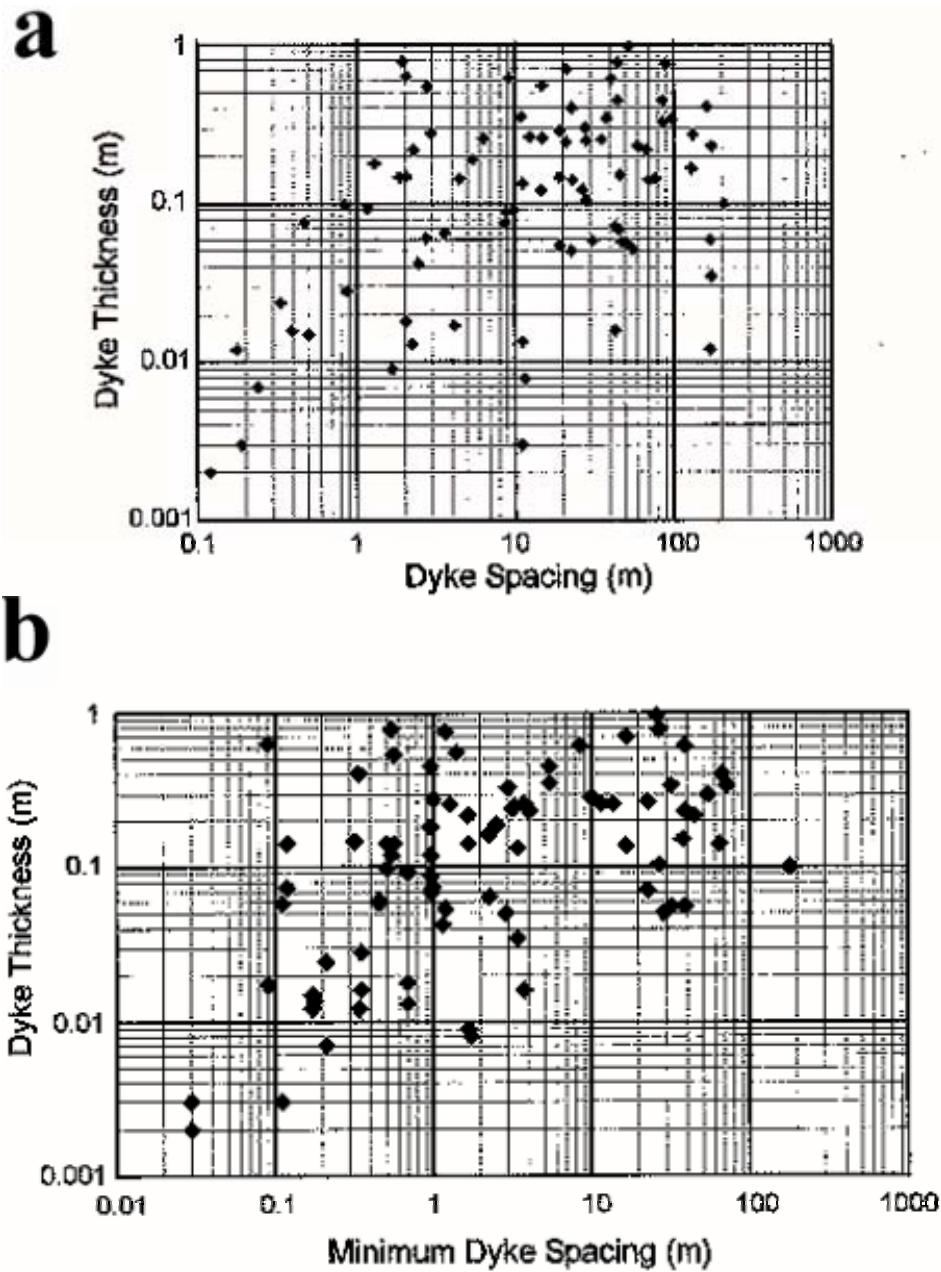 a
1
0.1
0.01
0.001
Dyke Thickness (m)
0.1 1 10 100 1000
Dyke Spacing (m)
b
1
0.1
0.01
0.001
Dyke Thickness (m)
0.01 0.1 1 10 100 1000
Minimum Dyke Spacing (m)